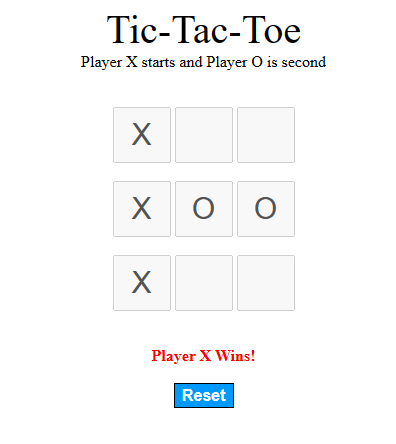 Tic-Tac-Toe
Player X starts and Player O is second
X
X O O
X
Player X Wins!
Reset